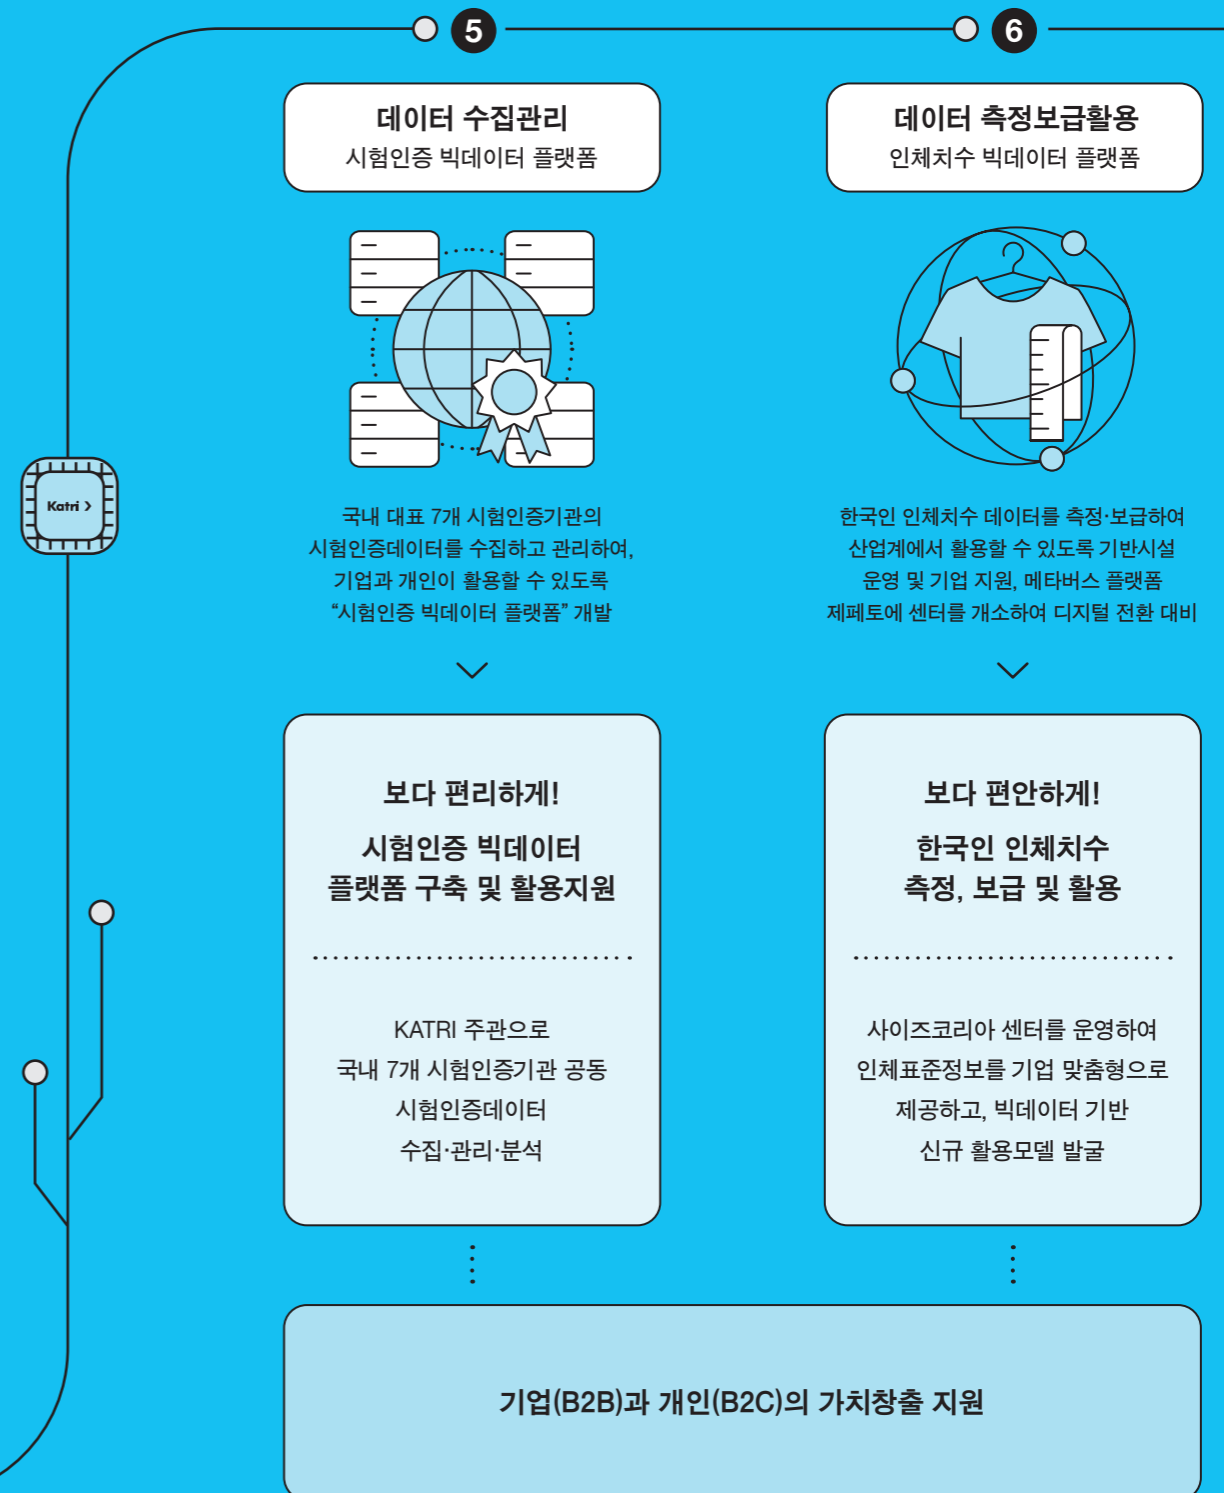 5
데이터 수집관리
시험인증 빅데이터 플랫폼
국내 대표 7개 시험인증기관의
시험인증데이터를 수집하고 관리하여,
기업과 개인이 활용할 수 있도록
“시험인증 빅데이터 플랫폼” 개발
보다 편리하게!
시험인증 빅데이터
플랫폼 구축 및 활용지원
KATRI 주관으로
국내 7개 시험인증기관 공동
시험인증데이터
수집·관리·분석
6
데이터 측정보급활용
인체치수 빅데이터 플랫폼
한국인 인체치수 데이터를 측정·보급하여
산업계에서 활용할 수 있도록 기반시설
운영 및 기업 지원, 메타버스 플랫폼
제페토에 센터를 개소하여 디지털 전환 대비
보다 편안하게!
한국인 인체치수
측정, 보급 및 활용
사이즈코리아 센터를 운영하여
인체표준정보를 기업 맞춤형으로
제공하고, 빅데이터 기반
신규 활용모델 발굴
Katri >
기업(B2B)과 개인(B2C)의 가치창출 지원